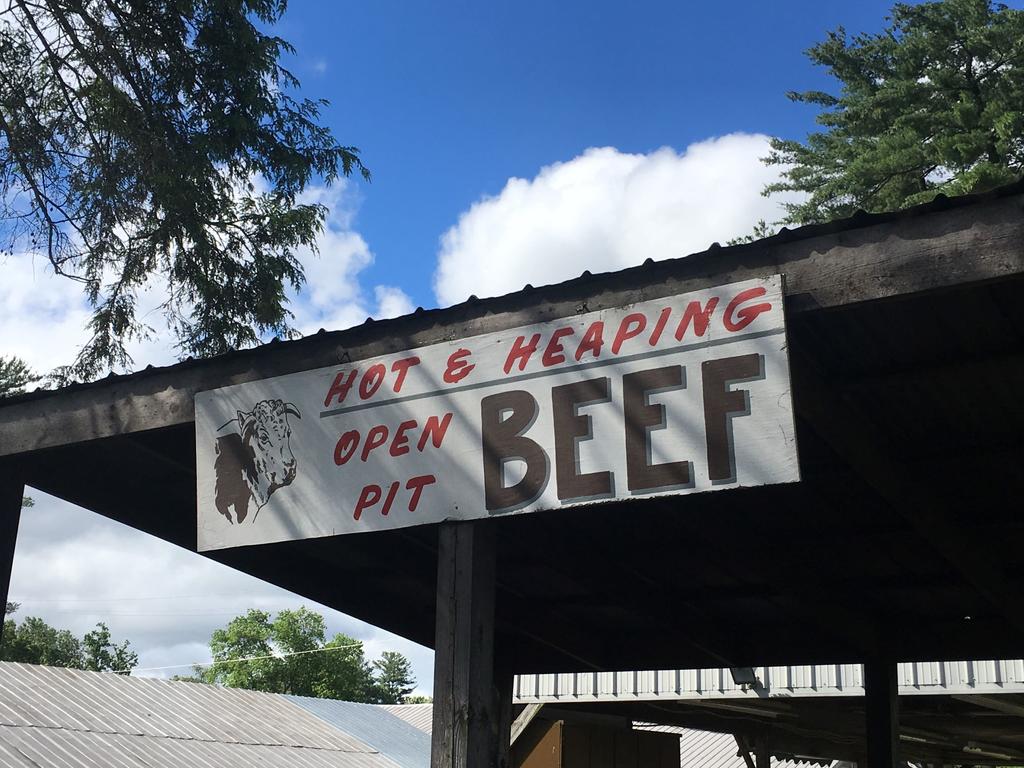 HOT & HEAPING
OPEN PIT BEEF